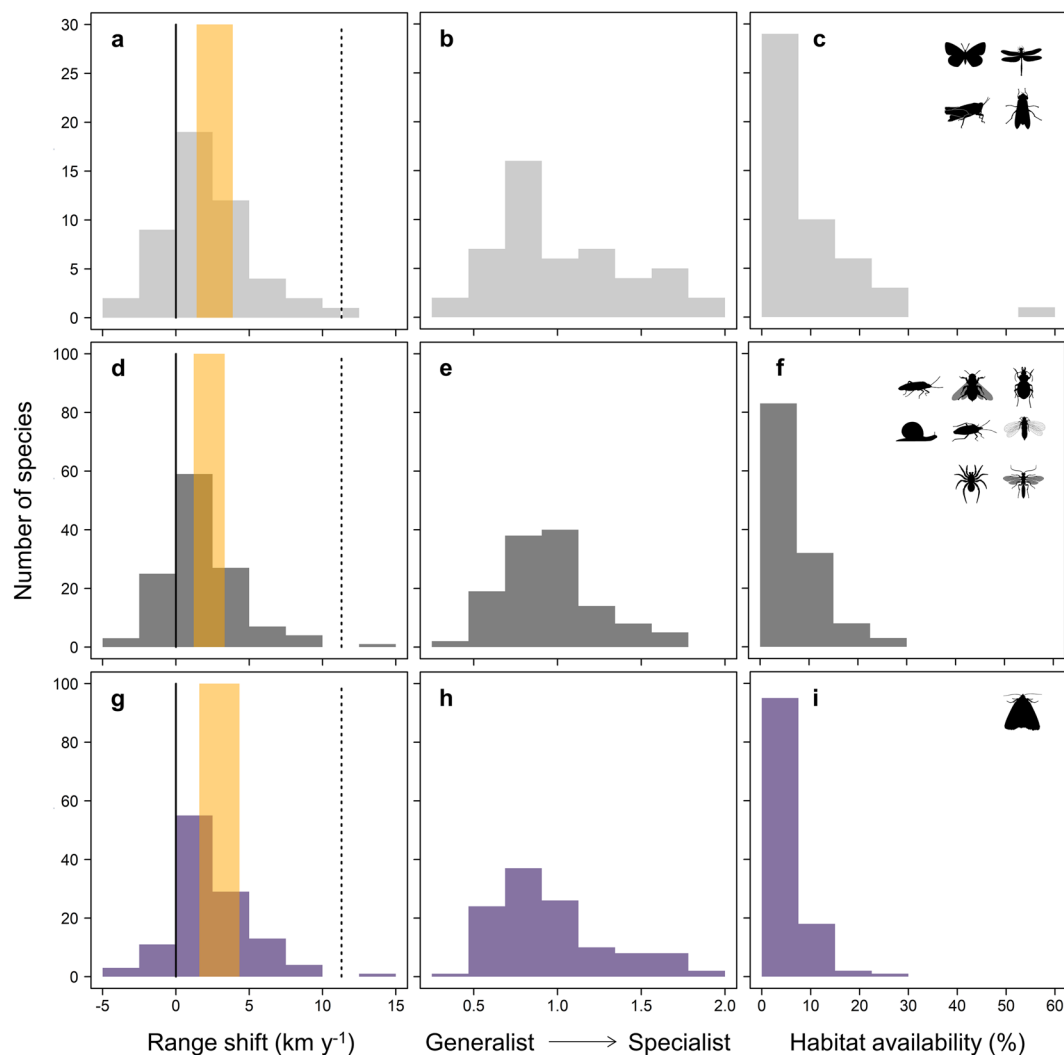 a
b
c
30
25
20
15
10
5
0
d
e
f
100
80
60
40
20
0
Number of species
g
h
i
100
80
60
40
20
0
-5 0 5 10 15
0.5 1.0 1.5 2.0
0 10 20 30 40 50 60
Range shift (km y⁻¹)
Generalist → Specialist
Habitat availability (%)